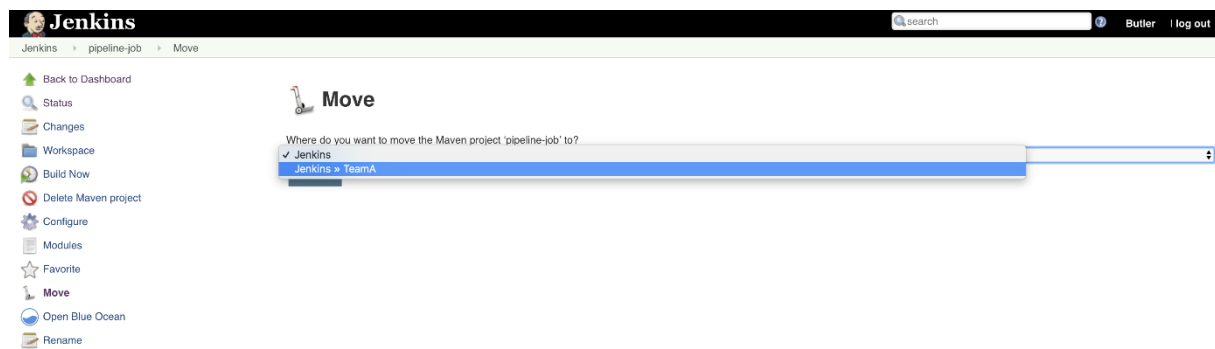 Jenkins
search
Butler
| log out
Jenkins
pipeline-job
Move
Back to Dashboard
Status
Changes
Workspace
Build Now
Delete Maven project
Configure
Modules
Favorite
Move
Open Blue Ocean
Rename
Move
Where do you want to move the Maven project 'pipeline-job' to?
✓ Jenkins
Jenkins » TeamA